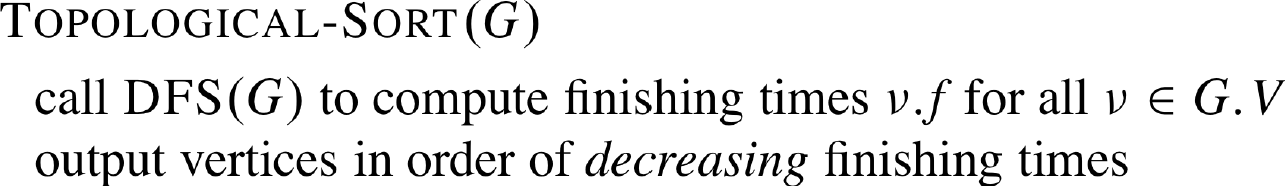 TOPOLOGICAL-SORT(G)
call DFS(G) to compute finishing times v.f for all v ∈ G.V
output vertices in order of decreasing finishing times